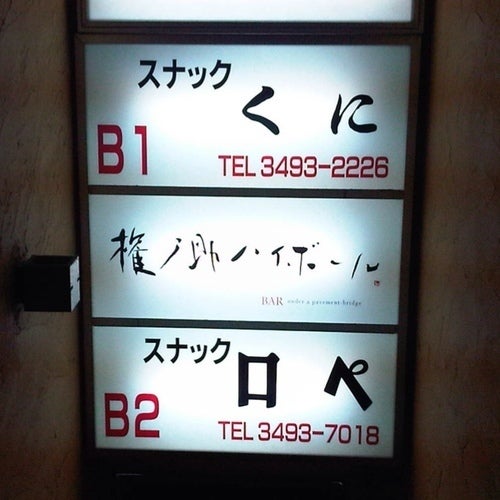 スナック
くに
B1
TEL 3493-2226
権ノ助ハイボール
BAR under a pavement-bridge
スナック
ロペ
B2
TEL 3493-7018